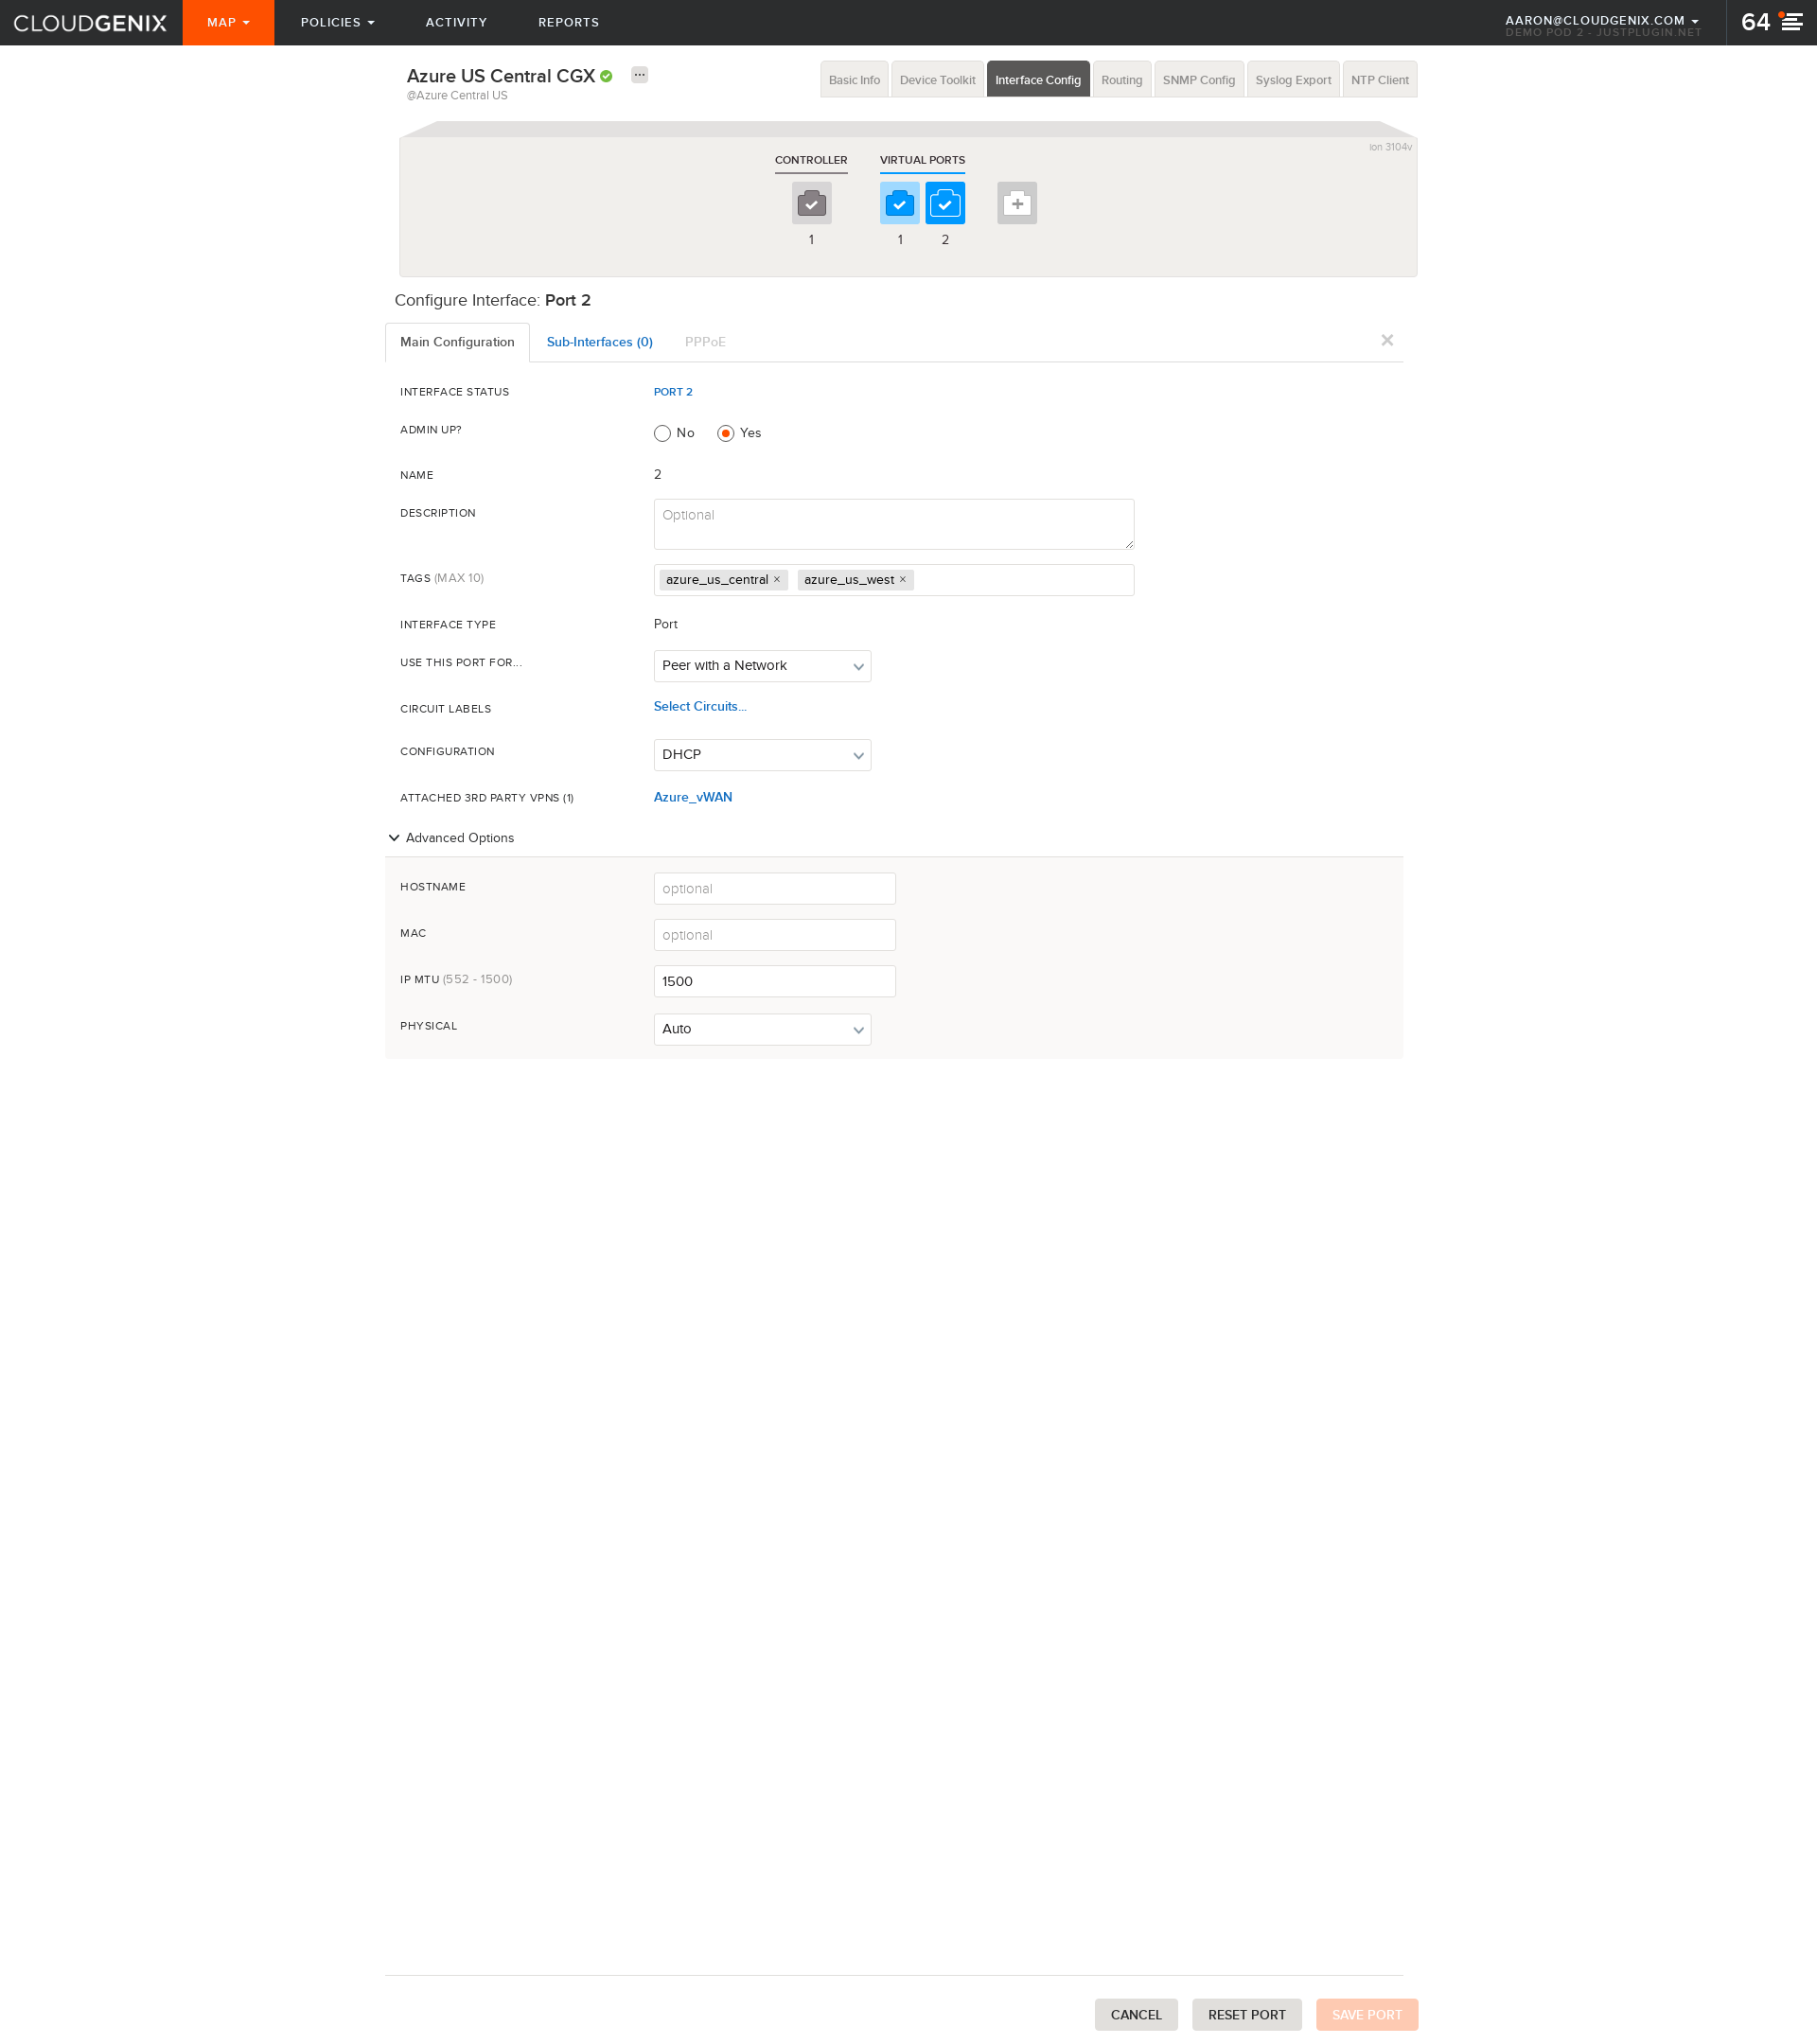 CLOUDGENIX MAP POLICIES ACTIVITY REPORTS AARON@CLOUDGENIX.COM 64
DEMO POD 2 - JUSTPLUGIN.NET
Azure US Central CGX ... Basic Info Device Toolkit Interface Config Routing SNMP Config Syslog Export NTP Client
@Azure Central US
ion 3104v
CONTROLLER VIRTUAL PORTS
1 1 2
Configure Interface: Port 2
Main Configuration Sub-Interfaces (0) PPPoE ×
INTERFACE STATUS PORT 2
ADMIN UP? No Yes
NAME 2
DESCRIPTION Optional
TAGS (MAX 10) azure_us_central × azure_us_west ×
INTERFACE TYPE Port
USE THIS PORT FOR... Peer with a Network
CIRCUIT LABELS Select Circuits...
CONFIGURATION DHCP
ATTACHED 3RD PARTY VPNS (1) Azure_vWAN
Advanced Options
HOSTNAME optional
MAC optional
IP MTU (552 - 1500) 1500
PHYSICAL Auto
CANCEL RESET PORT SAVE PORT